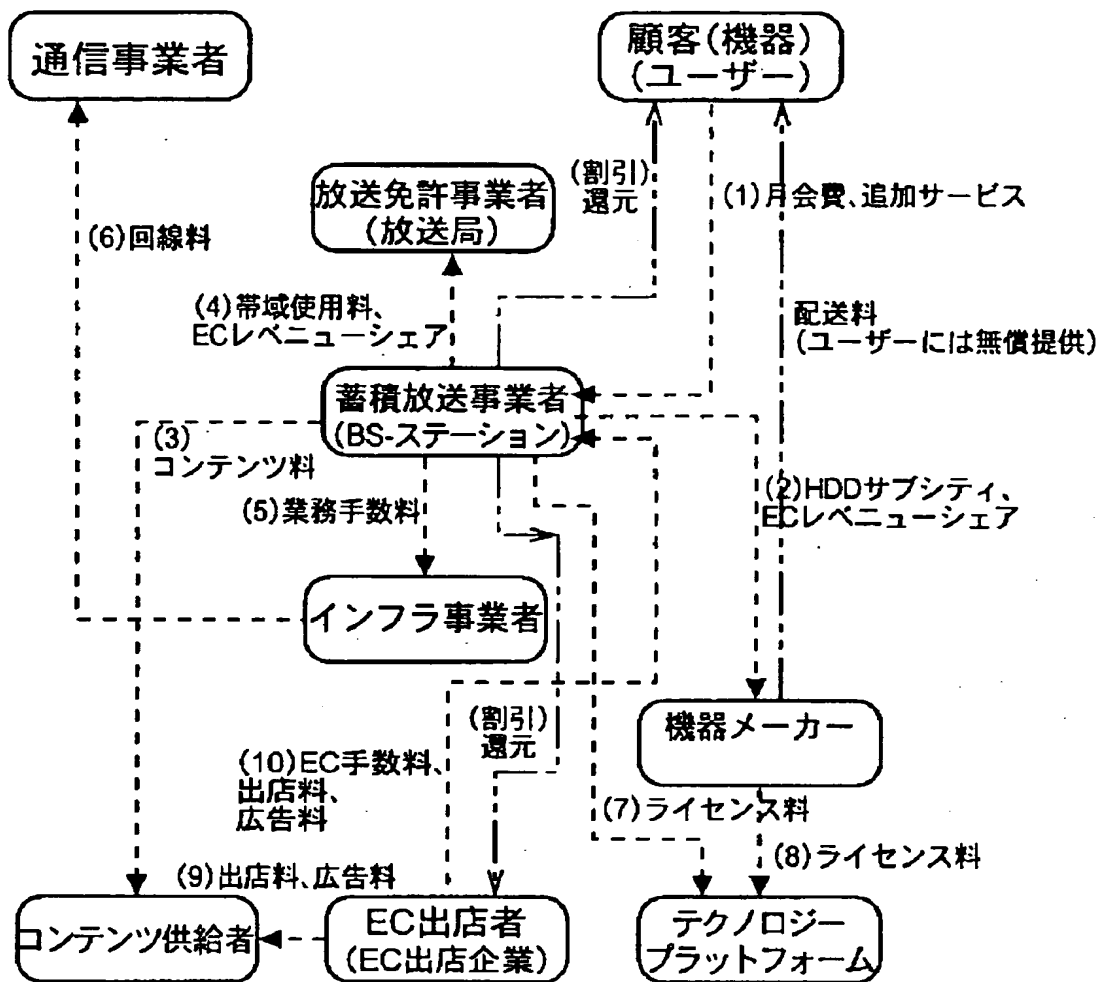 通信事業者
顧客(機器)
(ユーザー)
放送免許事業者
(放送局)
(割引)
還元
(1)月会費、追加サービス
(6)回線料
(4)帯域使用料、
ECレベニューシェア
配送料
(ユーザーには無償提供)
蓄積放送事業者
(BS-ステーション)
(3)
コンテンツ料
(5)業務手数料
(2)HDDサブシティ、
ECレベニューシェア
インフラ事業者
(割引)
還元
機器メーカー
(10)EC手数料、
出店料、
広告料
(7)ライセンス料
(8)ライセンス料
(9)出店料、広告料
コンテンツ供給者
EC出店者
(EC出店企業)
テクノロジー
プラットフォーム